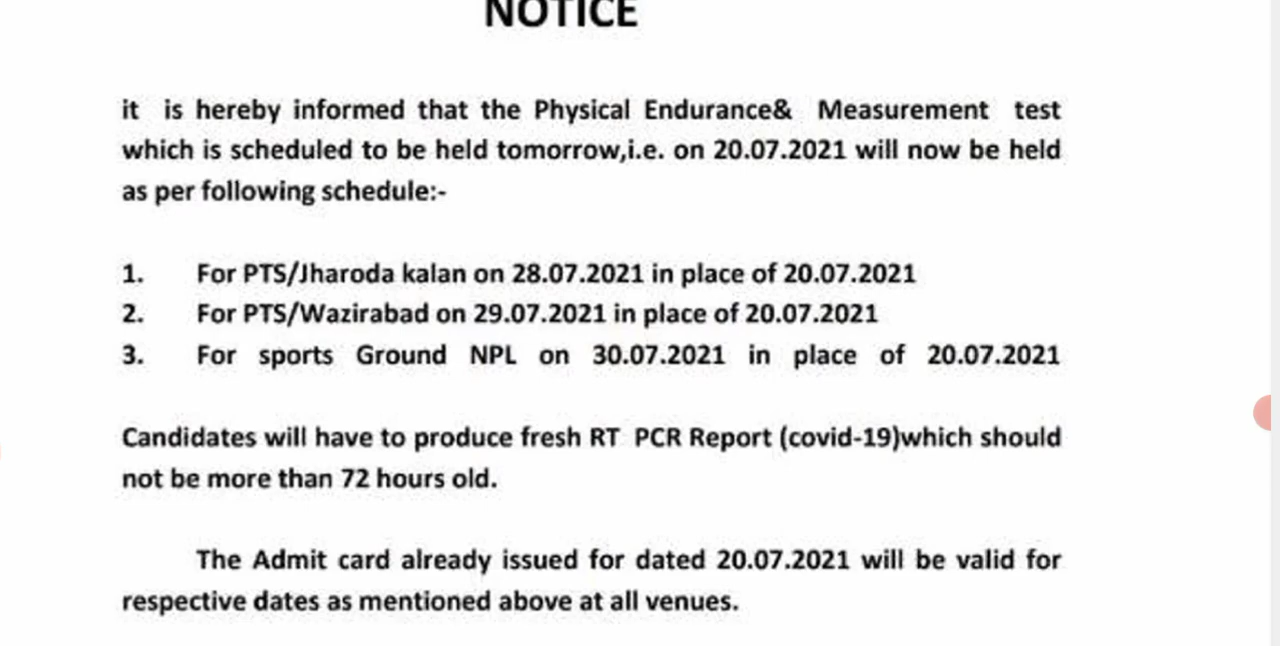 NOTICE
it is hereby informed that the Physical Endurance& Measurement test
which is scheduled to be held tomorrow,i.e. on 20.07.2021 will now be held
as per following schedule:-
1. For PTS/Jharoda kalan on 28.07.2021 in place of 20.07.2021
2. For PTS/Wazirabad on 29.07.2021 in place of 20.07.2021
3. For sports Ground NPL on 30.07.2021 in place of 20.07.2021
Candidates will have to produce fresh RT PCR Report (covid-19)which should
not be more than 72 hours old.
The Admit card already issued for dated 20.07.2021 will be valid for
respective dates as mentioned above at all venues.